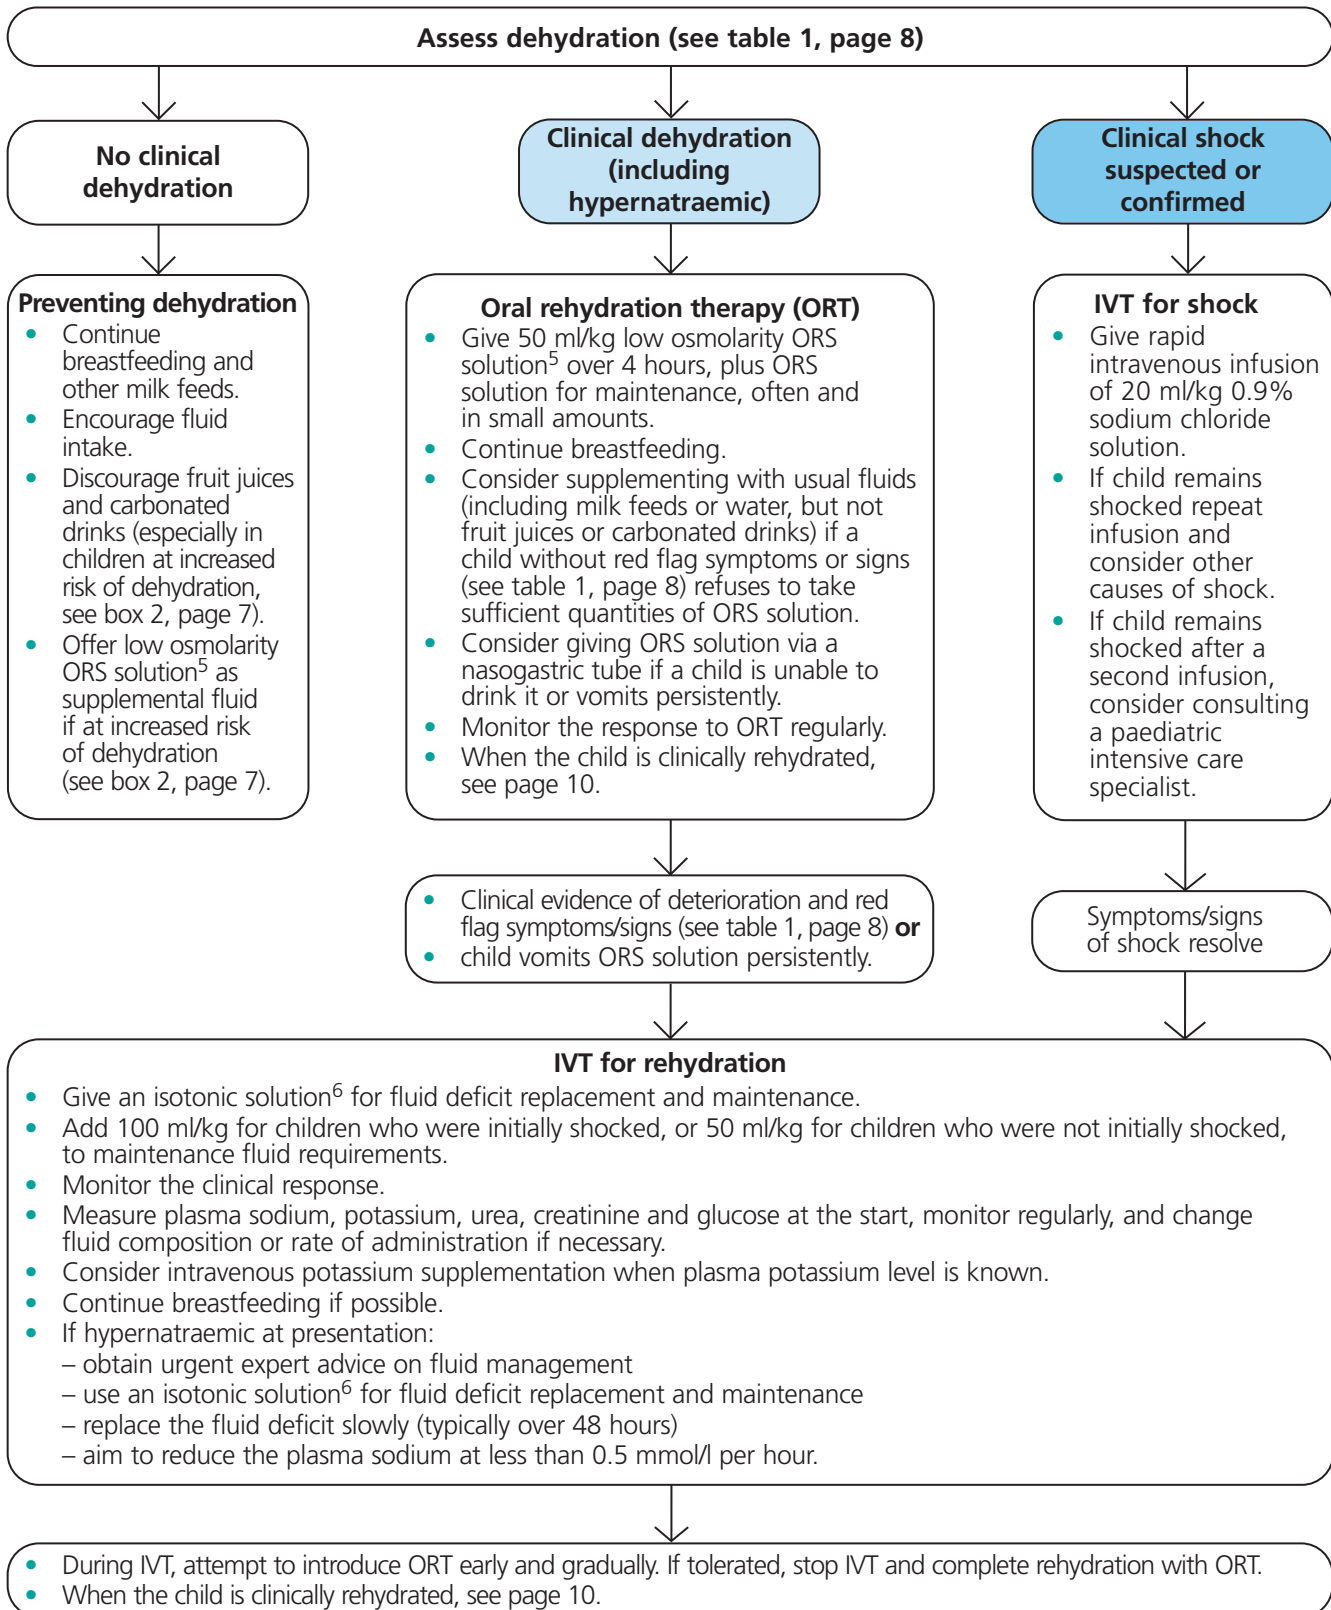 Assess dehydration (see table 1, page 8)
No clinical
dehydration
Clinical dehydration
(including
hypernatraemic)
Clinical shock
suspected or
confirmed
Preventing dehydration
• Continue
breastfeeding and
other milk feeds.
• Encourage fluid
intake.
• Discourage fruit juices
and carbonated
drinks (especially in
children at increased
risk of dehydration,
see box 2, page 7).
• Offer low osmolarity
ORS solution5 as
supplemental fluid
if at increased risk
of dehydration
(see box 2, page 7).
Oral rehydration therapy (ORT)
• Give 50 ml/kg low osmolarity ORS
solution5 over 4 hours, plus ORS
solution for maintenance, often and
in small amounts.
• Continue breastfeeding.
• Consider supplementing with usual fluids
(including milk feeds or water, but not
fruit juices or carbonated drinks) if a
child without red flag symptoms or signs
(see table 1, page 8) refuses to take
sufficient quantities of ORS solution.
• Consider giving ORS solution via a
nasogastric tube if a child is unable to
drink it or vomits persistently.
• Monitor the response to ORT regularly.
• When the child is clinically rehydrated,
see page 10.
IVT for shock
• Give rapid
intravenous infusion
of 20 ml/kg 0.9%
sodium chloride
solution.
• If child remains
shocked repeat
infusion and
consider other
causes of shock.
• If child remains
shocked after a
second infusion,
consider consulting
a paediatric
intensive care
specialist.
• Clinical evidence of deterioration and red
flag symptoms/signs (see table 1, page 8) or
• child vomits ORS solution persistently.
Symptoms/signs
of shock resolve
IVT for rehydration
• Give an isotonic solution6 for fluid deficit replacement and maintenance.
• Add 100 ml/kg for children who were initially shocked, or 50 ml/kg for children who were not initially shocked,
to maintenance fluid requirements.
• Monitor the clinical response.
• Measure plasma sodium, potassium, urea, creatinine and glucose at the start, monitor regularly, and change
fluid composition or rate of administration if necessary.
• Consider intravenous potassium supplementation when plasma potassium level is known.
• Continue breastfeeding if possible.
• If hypernatraemic at presentation:
– obtain urgent expert advice on fluid management
– use an isotonic solution6 for fluid deficit replacement and maintenance
– replace the fluid deficit slowly (typically over 48 hours)
– aim to reduce the plasma sodium at less than 0.5 mmol/l per hour.
• During IVT, attempt to introduce ORT early and gradually. If tolerated, stop IVT and complete rehydration with ORT.
• When the child is clinically rehydrated, see page 10.